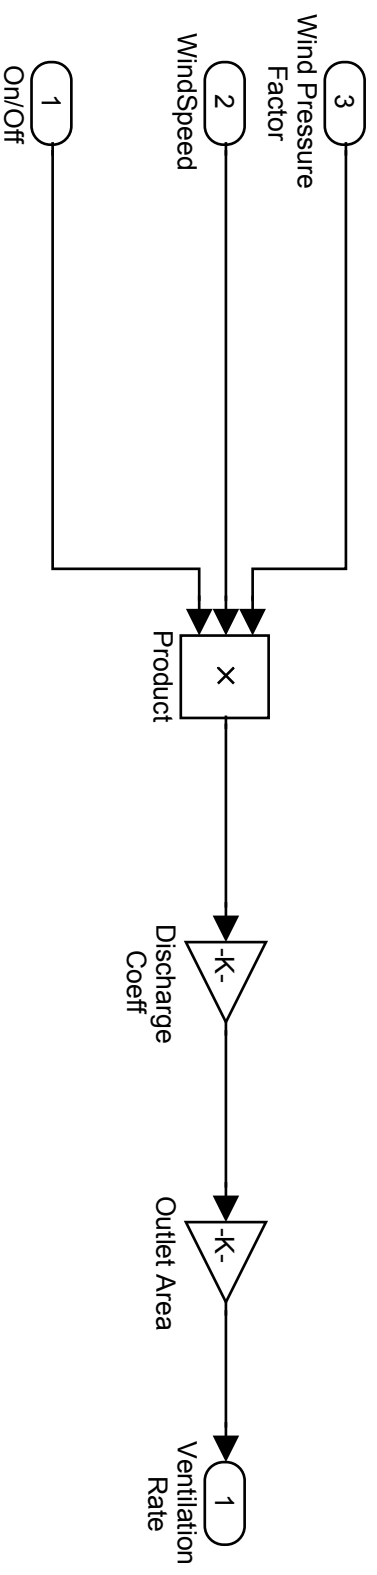 3
Wind Pressure
Factor
2
WindSpeed
1
On/Off
×
Product
-K-
Discharge
Coeff
-K-
Outlet Area
1
Ventilation
Rate